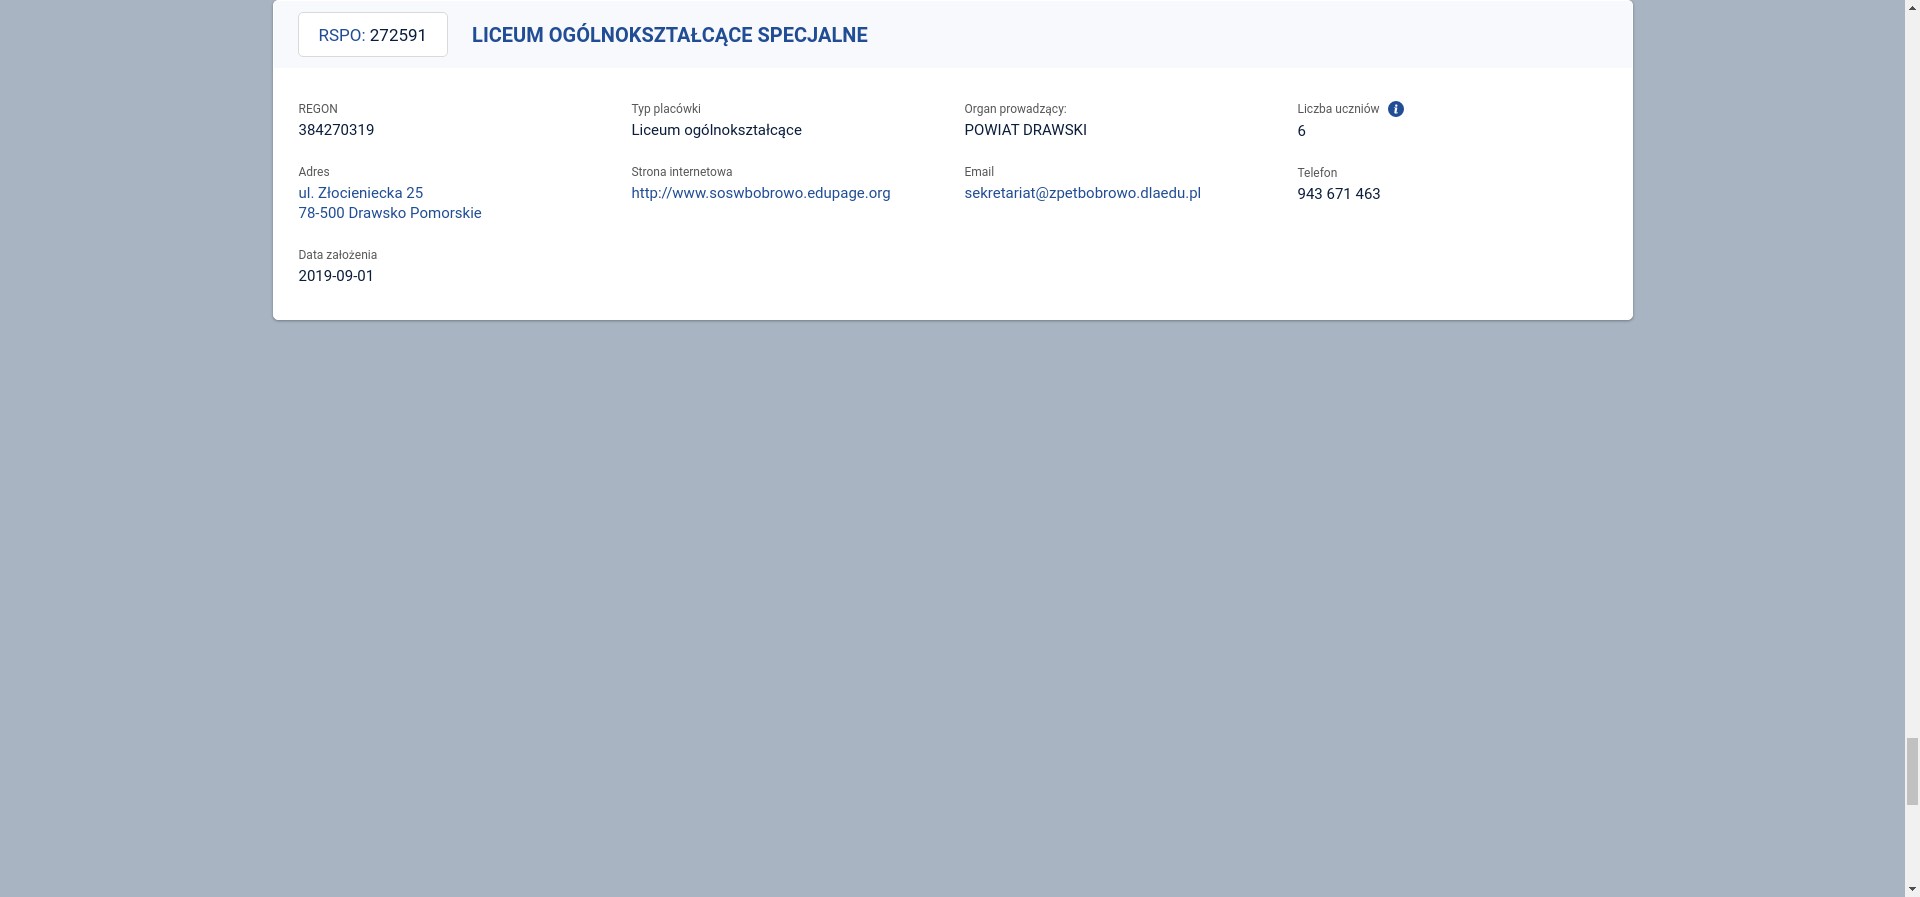 RSPO: 272591
LICEUM OGÓLNOKSZTAŁCĄCE SPECJALNE
REGON
384270319
Typ placówki
Liceum ogólnokształcące
Organ prowadzący:
POWIAT DRAWSKI
Liczba uczniów
6
Adres
ul. Złocieniecka 25
78-500 Drawsko Pomorskie
Strona internetowa
http://www.soswbobrowo.edupage.org
Email
sekretariat@zpetbobrowo.dlaedu.pl
Telefon
943 671 463
Data założenia
2019-09-01